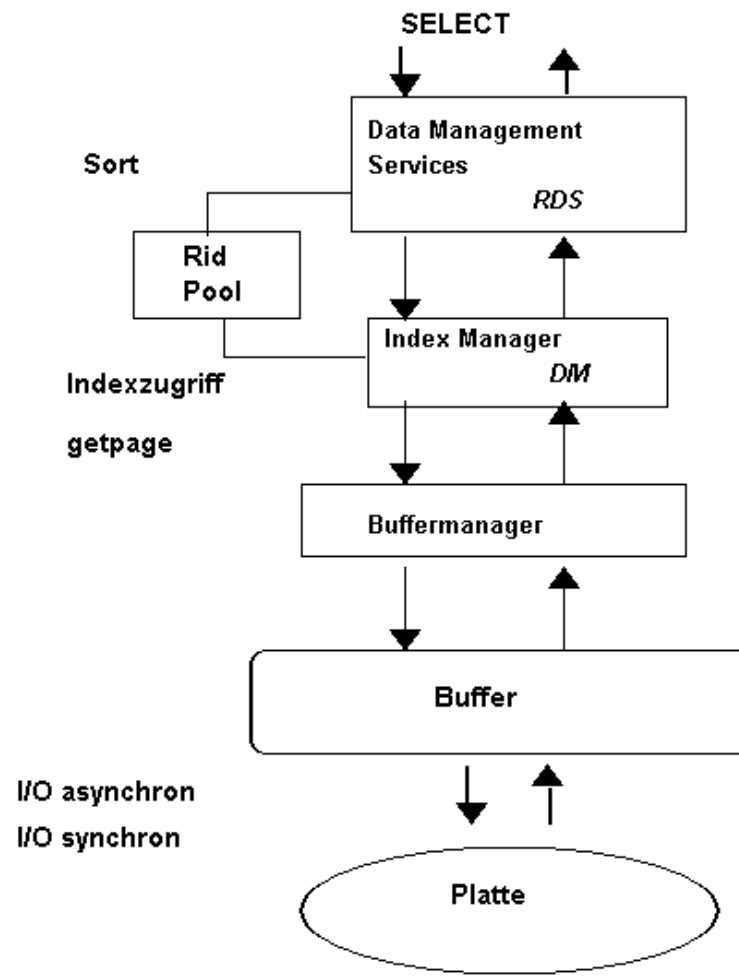 SELECT
Data Management
Services
RDS
Sort
Rid
Pool
Index Manager
DM
Indexzugriff
getpage
Buffermanager
Buffer
I/O asynchron
I/O synchron
Platte